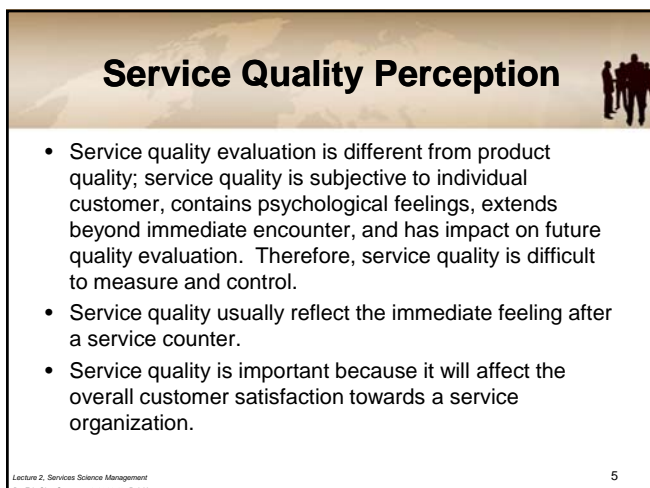 Service Quality Perception
• Service quality evaluation is different from product
quality; service quality is subjective to individual
customer, contains psychological feelings, extends
beyond immediate encounter, and has impact on future
quality evaluation. Therefore, service quality is difficult
to measure and control.
• Service quality usually reflect the immediate feeling after
a service counter.
• Service quality is important because it will affect the
overall customer satisfaction towards a service
organization.
Lecture 2, Services Science Management
5